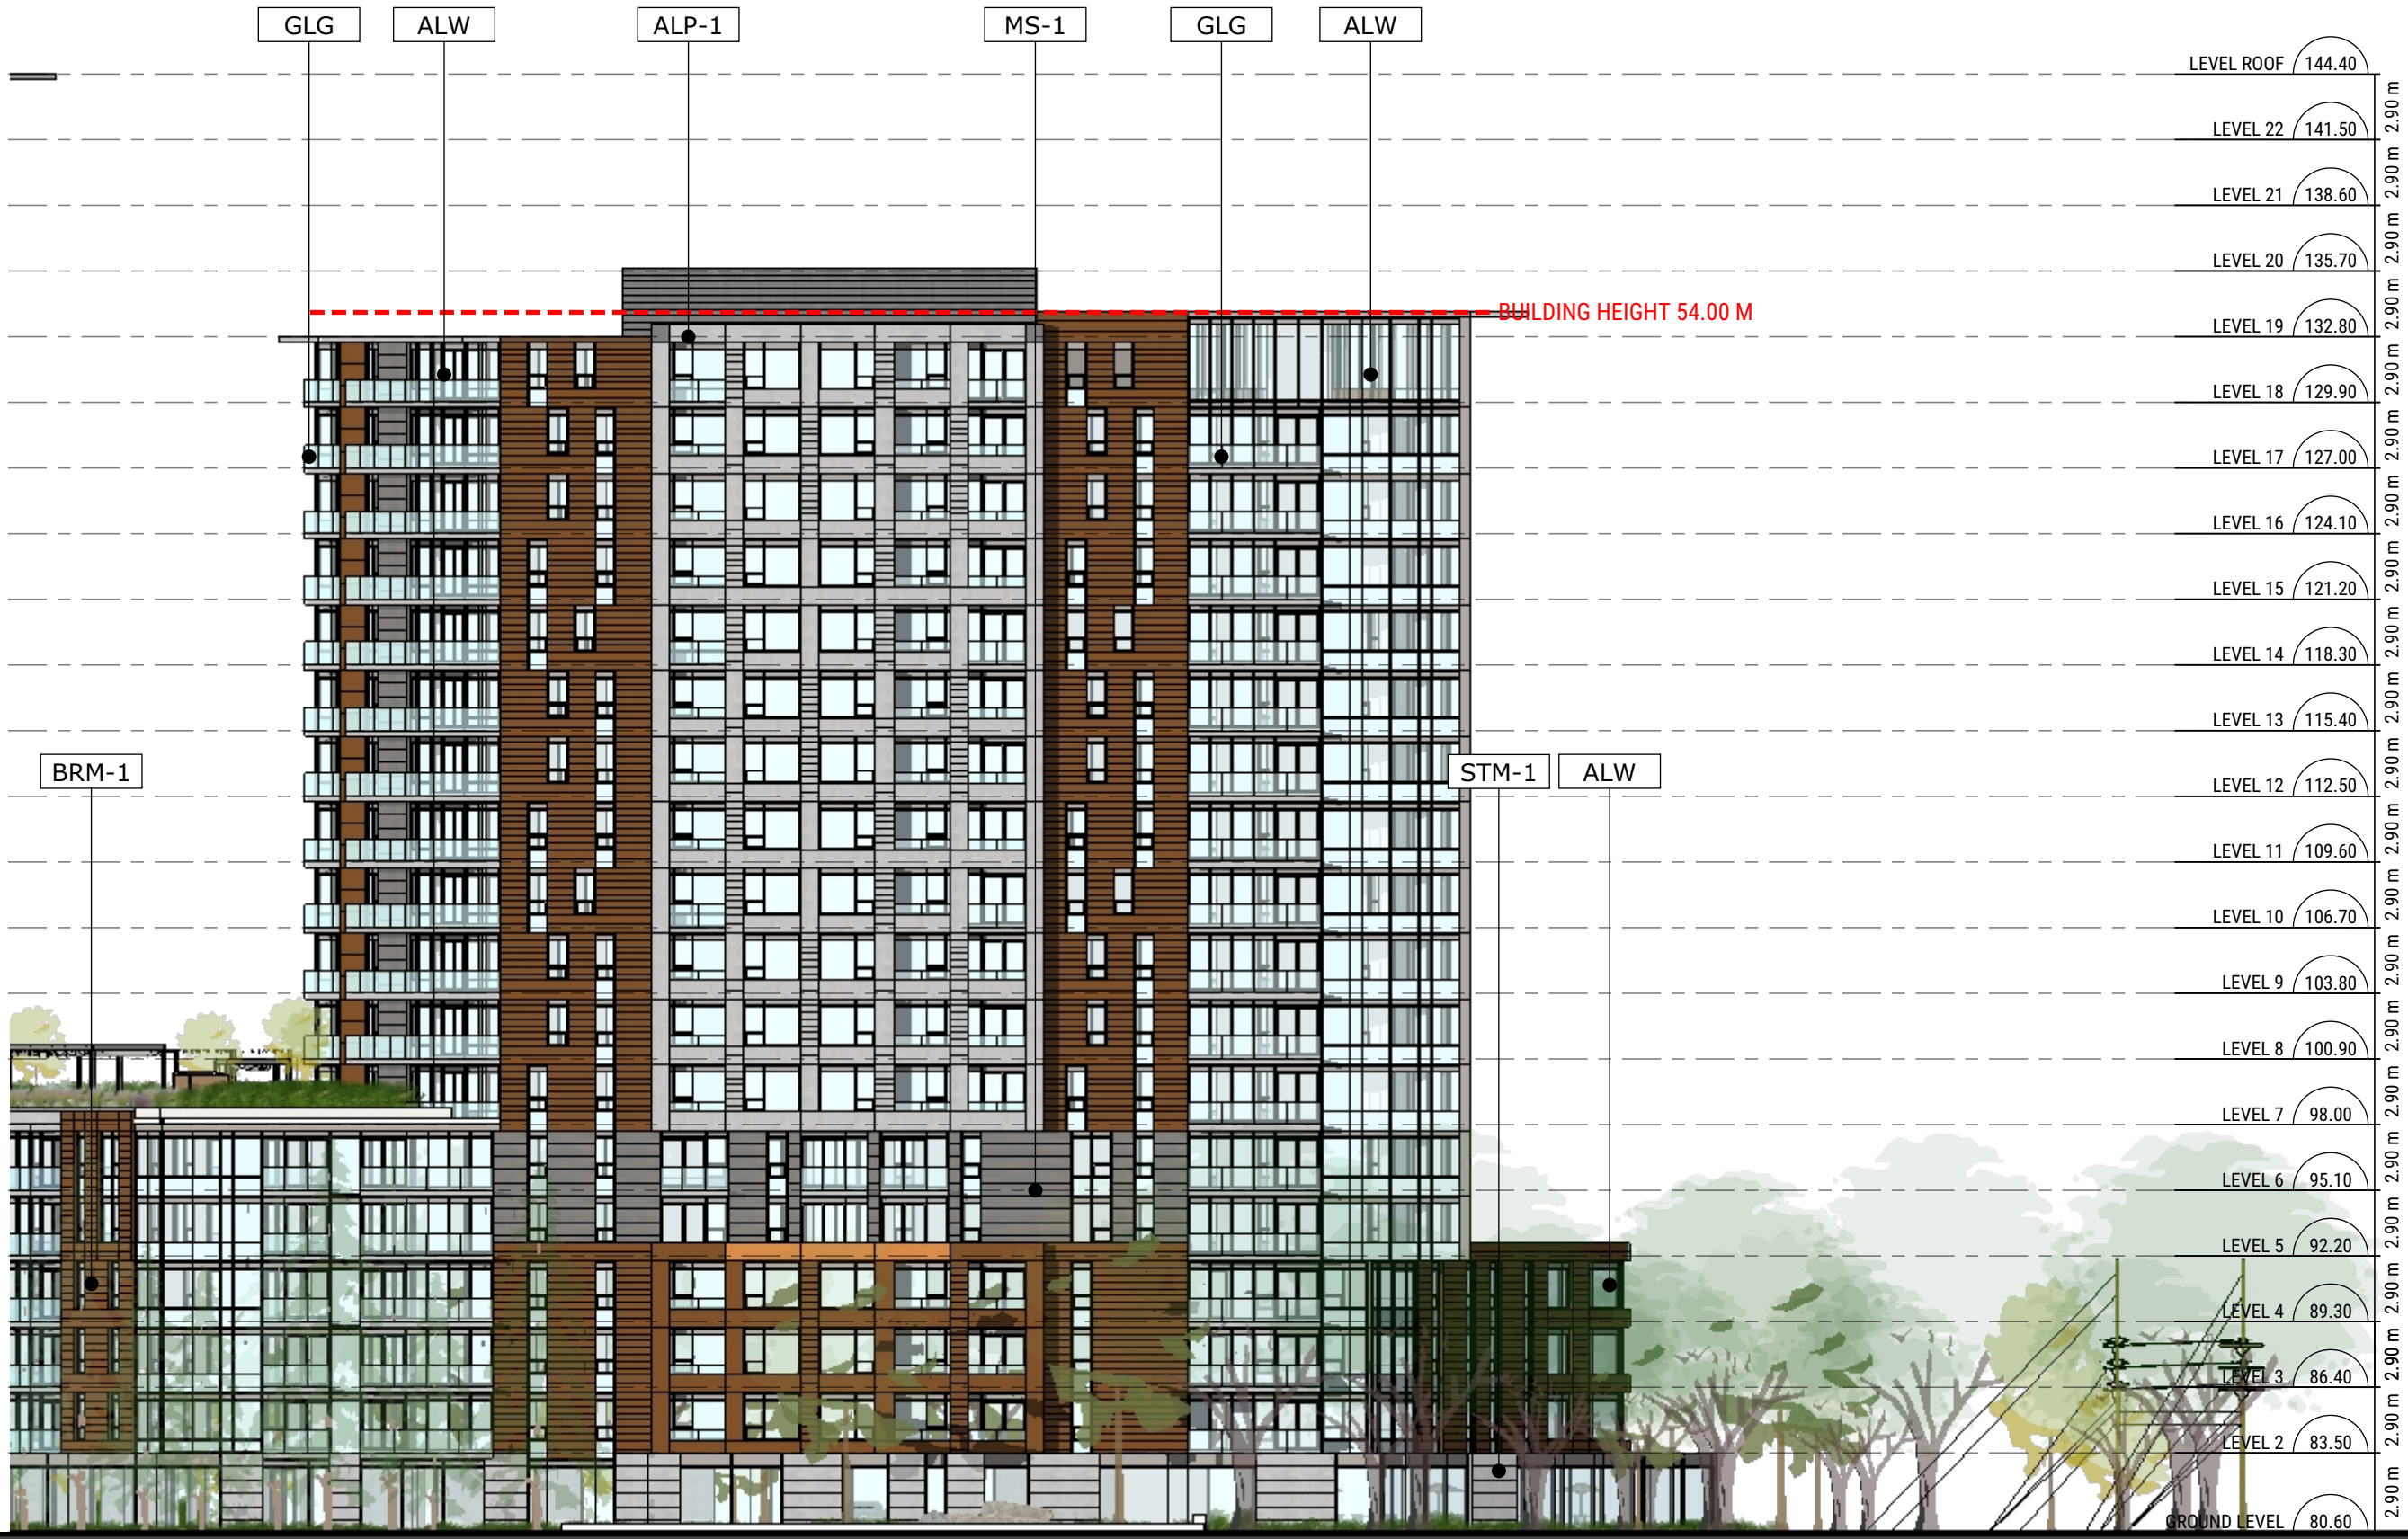 GLG ALW ALP-1 MS-1 GLG ALW
LEVEL ROOF 144.40
2.90 m
LEVEL 22 141.50
2.90 m
LEVEL 21 138.60
2.90 m
LEVEL 20 135.70
2.90 m
BUILDING HEIGHT 54.00 M
LEVEL 19 132.80
2.90 m
LEVEL 18 129.90
2.90 m
LEVEL 17 127.00
2.90 m
LEVEL 16 124.10
2.90 m
LEVEL 15 121.20
2.90 m
LEVEL 14 118.30
2.90 m
LEVEL 13 115.40
2.90 m
BRM-1 STM-1 ALW
LEVEL 12 112.50
2.90 m
LEVEL 11 109.60
2.90 m
LEVEL 10 106.70
2.90 m
LEVEL 9 103.80
2.90 m
LEVEL 8 100.90
2.90 m
LEVEL 7 98.00
2.90 m
LEVEL 6 95.10
2.90 m
LEVEL 5 92.20
2.90 m
LEVEL 4 89.30
2.90 m
LEVEL 3 86.40
2.90 m
LEVEL 2 83.50
2.90 m
GROUND LEVEL 80.60